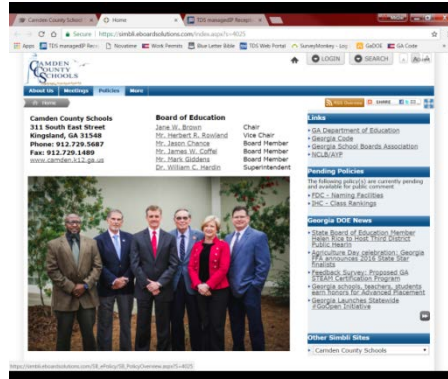 Camden County School
Home
TDS managedIP Recepti
Secure
https://simbli.eboardsolutions.com/index.aspx?s=4025
Apps
TDS managedIP Rec
Novatime
Work Permits
Blue Letter Bible
TDS Web Portal
SurveyMonkey - Log
GaDOE
GA Code
CAMDEN
COUNTY
SCHOOLS
LOGIN
SEARCH
About Us
Meetings
Policies
More
Home
RSS Overview
SHARE
Camden County Schools
311 South East Street
Kingsland, GA 31548
Phone: 912.729.5687
Fax: 912.729.1489
www.camden.k12.ga.us
Board of Education
Jane W. Brown Chair
Mr. Herbert R. Rowland Vice Chair
Mr. Jason Chance Board Member
Mr. James W. Coffel Board Member
Mr. Mark Giddens Board Member
Dr. William C. Hardin Superintendent
Links
GA Department of Education
Georgia Code
Georgia School Boards Association
NCLB/AYP
Pending Policies
The following policy(s) are currently pending
and available for public comment
FDC - Naming Facilities
IHC - Class Rankings
Georgia DOE News
State Board of Education Member
Helen Rice to Host Third District
Public Hearin
Agriculture Day celebration: Georgia
FFA announces 2016 State Star
finalists
Feedback Survey: Proposed GA
STEAM Certification Program
Georgia schools, teachers, students
earn honors for Advanced Placement
Georgia Launches Statewide
#GoOpen Initiative
Other Simbli Sites
Camden County Schools